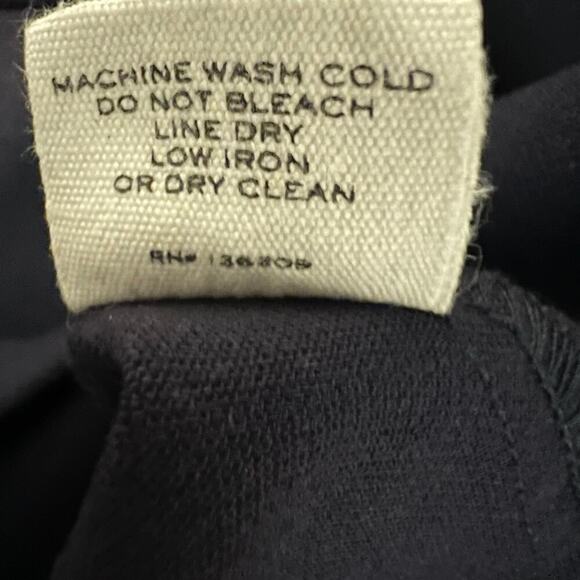 MACHINE WASH COLD
DO NOT BLEACH
LINE DRY
LOW IRON
OR DRY CLEAN
RN#